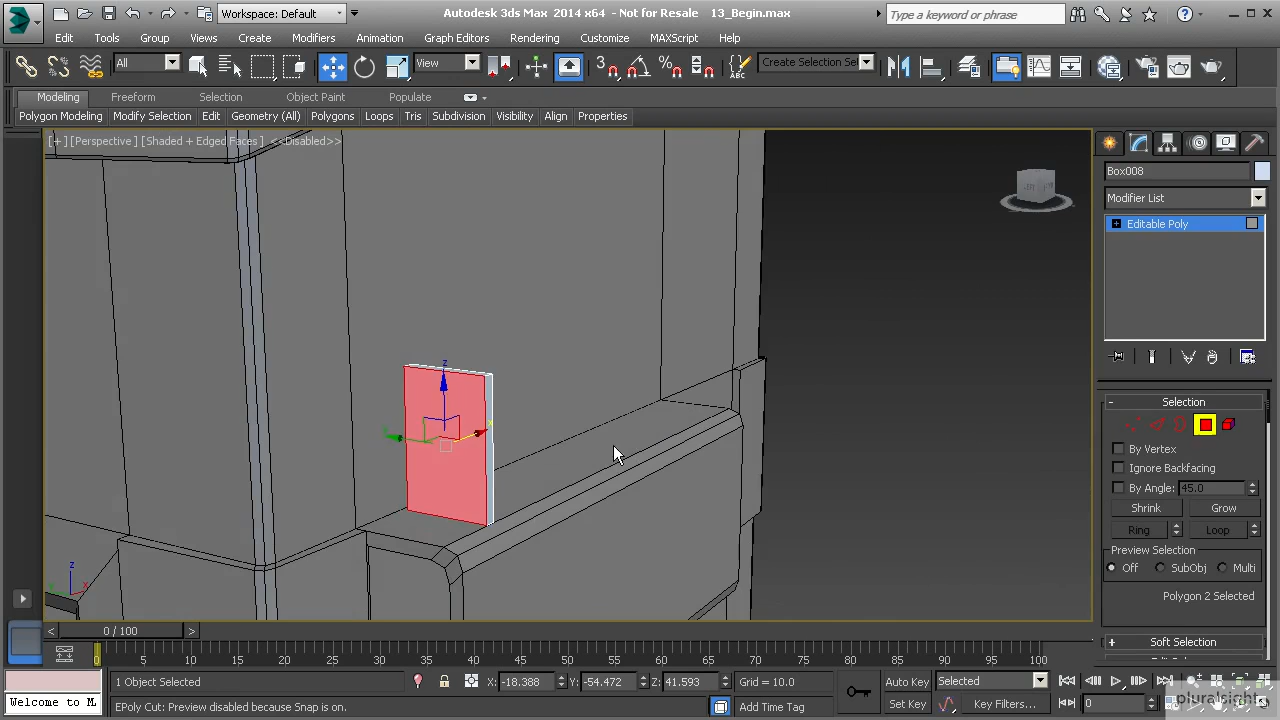 Workspace: Default
Autodesk 3ds Max 2014 x64 - Not for Resale 13_Begin.max
Type a keyword or phrase
Edit Tools Group Views Create Modifiers Animation Graph Editors Rendering Customize MAXScript Help
All View 3 Create Selection Se
Modeling Freeform Selection Object Paint Populate
Polygon Modeling Modify Selection Edit Geometry (All) Polygons Loops Tris Subdivision Visibility Align Properties
[+] [Perspective] [Shaded + Edged Faces] <<Disabled>>
Box008
Modifier List
Editable Poly
z
Selection
By Vertex
Ignore Backfacing
By Angle: 45.0
Shrink Grow
Ring Loop
Preview Selection
Off SubObj Multi
Polygon 2 Selected
Soft Selection
z
x
0 / 100
0 5 10 15 20 25 30 35 40 45 50 55 60 65 70 75 80 85 90 95 100
1 Object Selected X: -18.388 Y: -54.472 Z: 41.593 Grid = 10.0 Auto Key Selected
Welcome to M EPoly Cut: Preview disabled because Snap is on. Add Time Tag Set Key Key Filters... 0
pluralsight